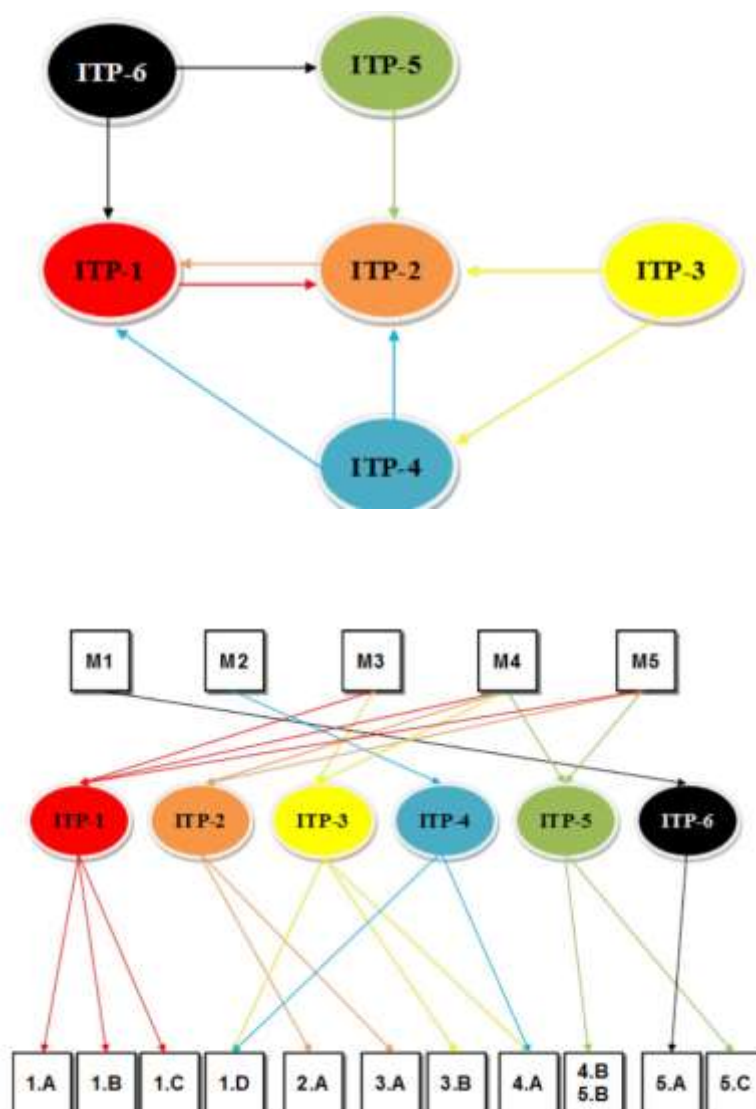 ITP-6
ITP-5
ITP-1
ITP-2
ITP-3
ITP-4
M1
M2
M3
M4
M5
ITP-1
ITP-2
ITP-3
ITP-4
ITP-5
ITP-6
1.A
1.B
1.C
1.D
2.A
3.A
3.B
4.A
4.B
5.B
5.A
5.C